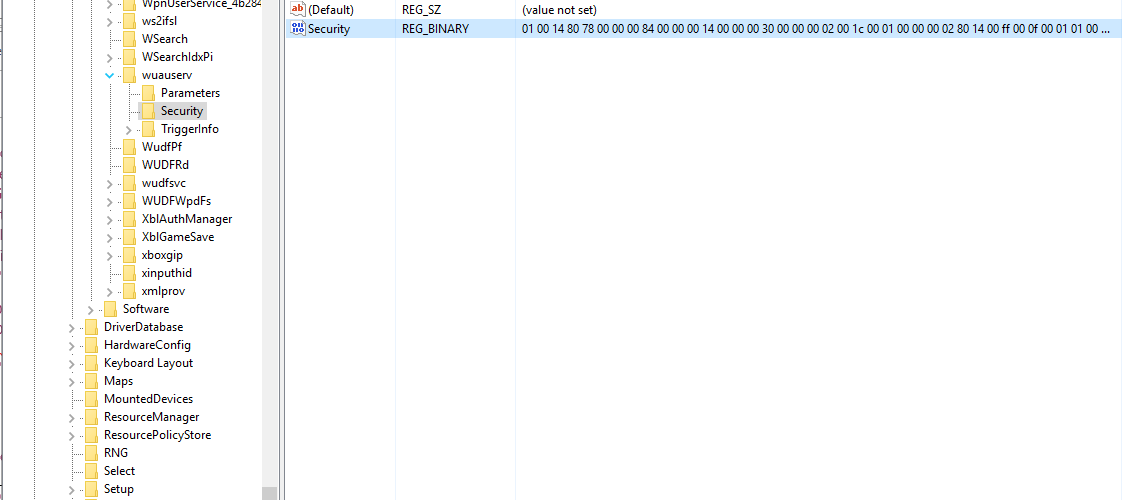 WpnUserService_4b284
ws2ifsl
WSearch
WSearchIdxPi
wuauserv
Parameters
Security
TriggerInfo
WudfPf
WUDFRd
wudfsvc
WUDFWpdFs
XblAuthManager
XblGameSave
xboxgip
xinputhid
xmlprov
Software
DriverDatabase
HardwareConfig
Keyboard Layout
Maps
MountedDevices
ResourceManager
ResourcePolicyStore
RNG
Select
Setup
(Default) REG_SZ (value not set)
Security REG_BINARY 01 00 14 80 78 00 00 00 84 00 00 00 14 00 00 00 30 00 00 00 02 00 1c 00 01 00 00 00 02 80 14 00 ff 00 0f 00 01 01 00 ...